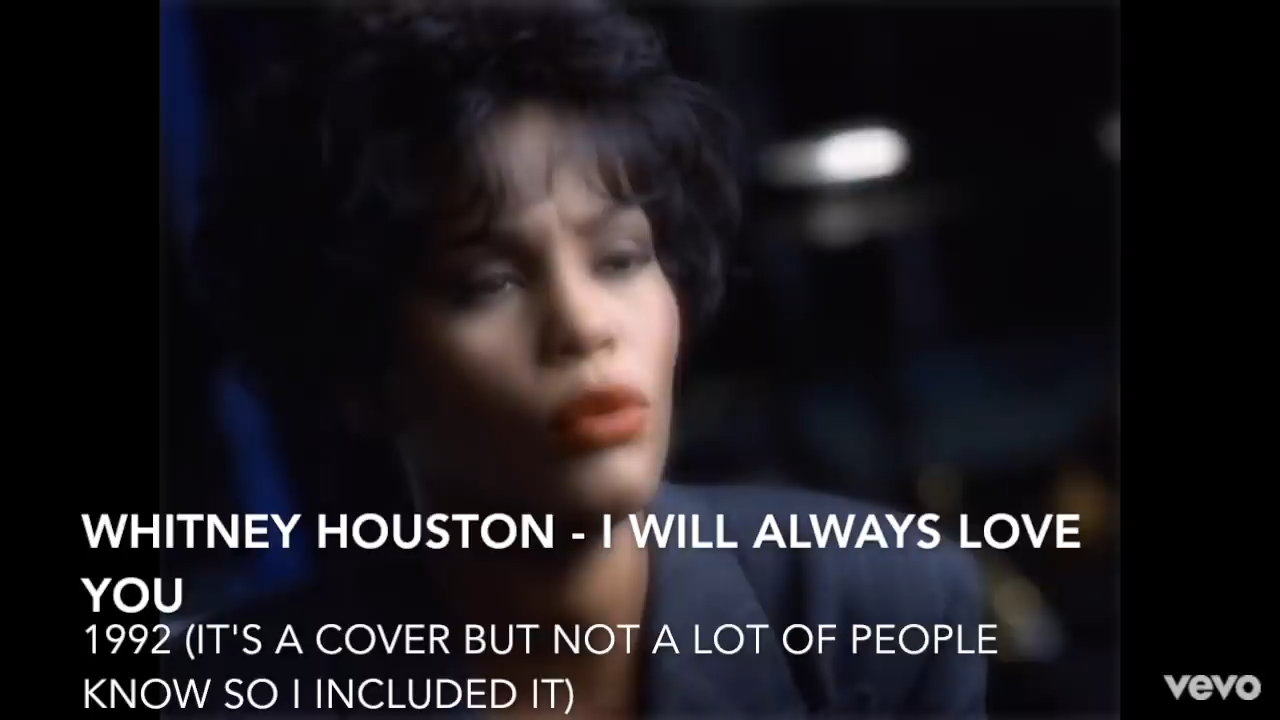 WHITNEY HOUSTON - I WILL ALWAYS LOVE
YOU
1992 (IT'S A COVER BUT NOT A LOT OF PEOPLE
KNOW SO I INCLUDED IT)
vevo